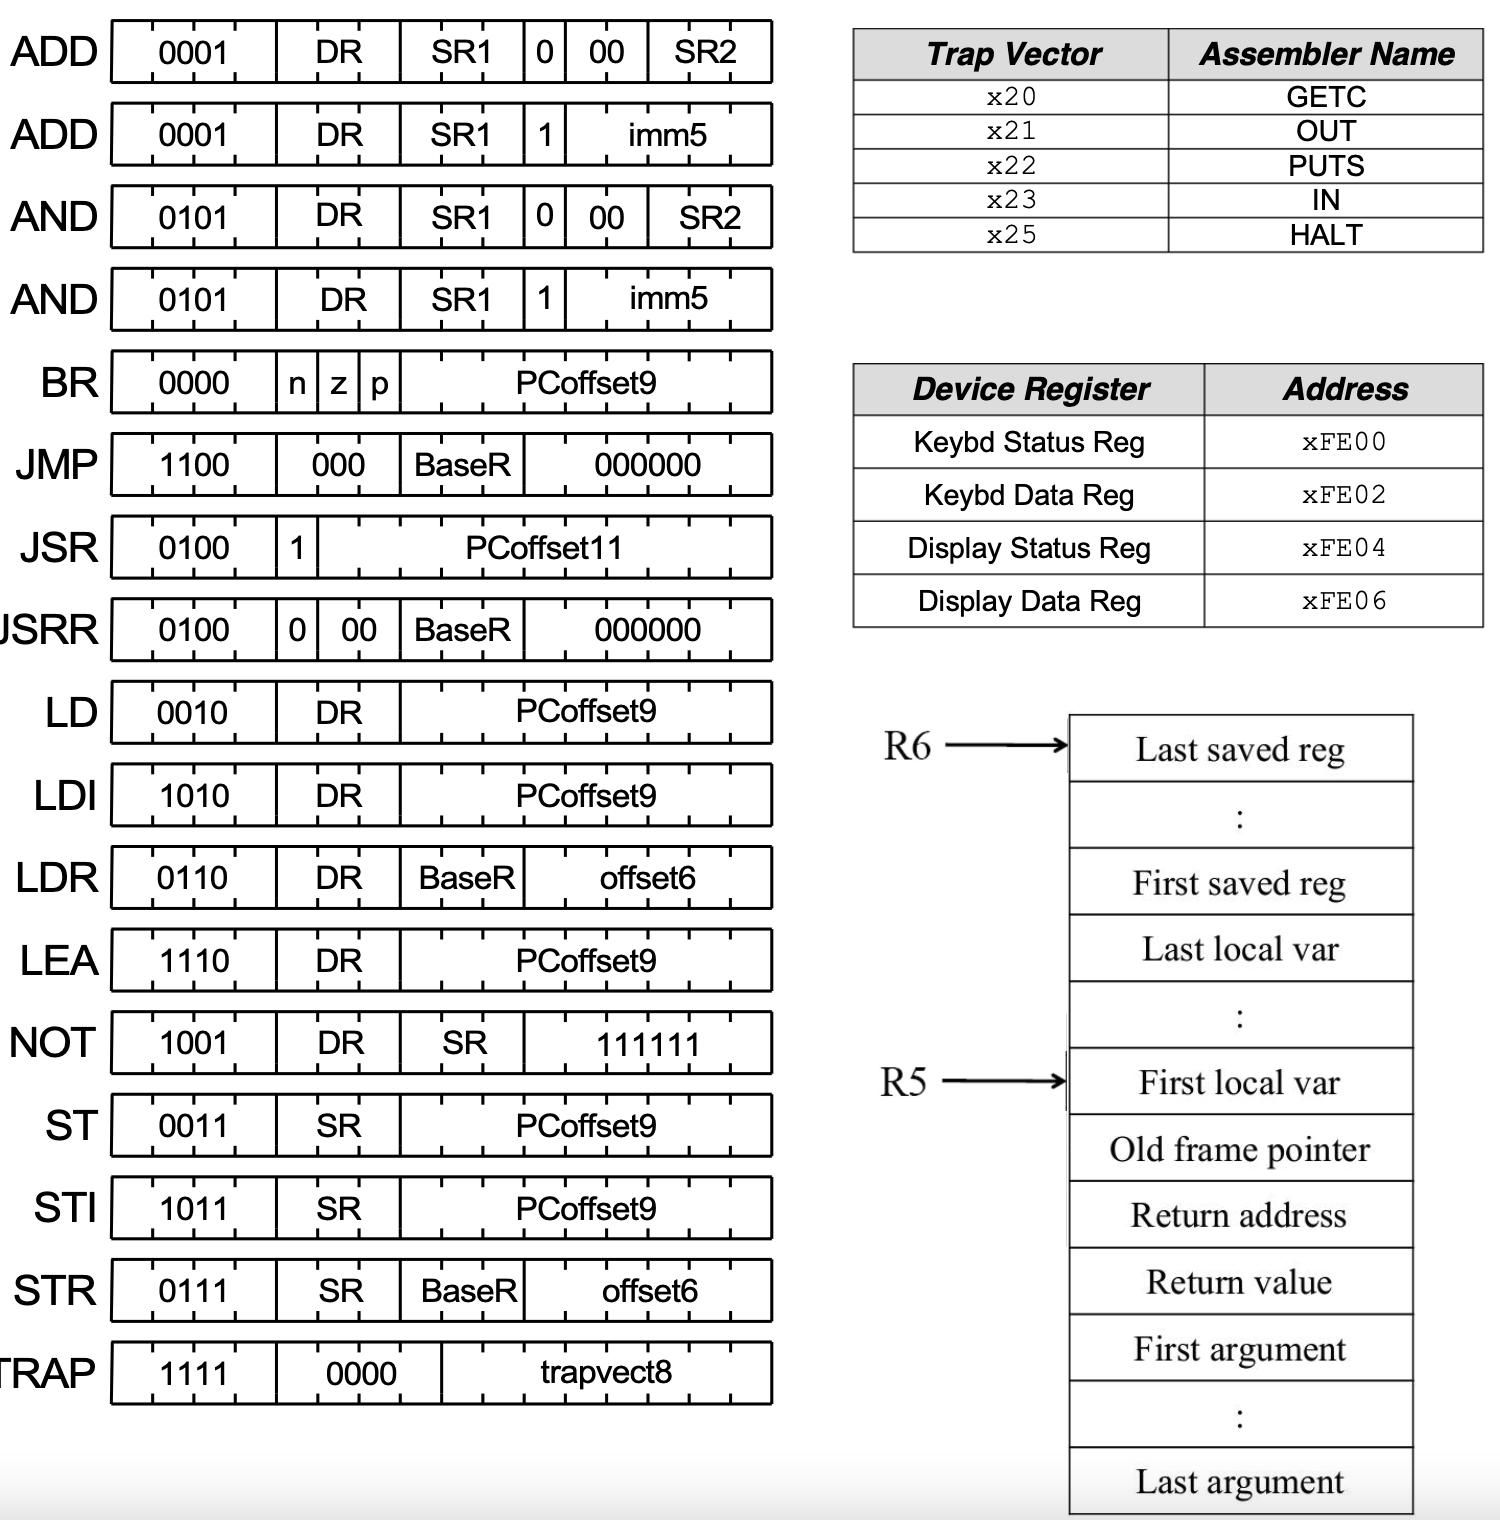 ADD 0001 DR SR1 0 00 SR2
ADD 0001 DR SR1 1 imm5
AND 0101 DR SR1 0 00 SR2
AND 0101 DR SR1 1 imm5
BR 0000 n z p PCoffset9
JMP 1100 000 BaseR 000000
JSR 0100 1 PCoffset11
JSRR 0100 0 00 BaseR 000000
LD 0010 DR PCoffset9
LDI 1010 DR PCoffset9
LDR 0110 DR BaseR offset6
LEA 1110 DR PCoffset9
NOT 1001 DR SR 111111
ST 0011 SR PCoffset9
STI 1011 SR PCoffset9
STR 0111 SR BaseR offset6
TRAP 1111 0000 trapvect8
Trap Vector Assembler Name
x20 GETC
x21 OUT
x22 PUTS
x23 IN
x25 HALT
Device Register Address
Keybd Status Reg xFE00
Keybd Data Reg xFE02
Display Status Reg xFE04
Display Data Reg xFE06
R6 Last saved reg
:
First saved reg
Last local var
:
R5 First local var
Old frame pointer
Return address
Return value
First argument
:
Last argument